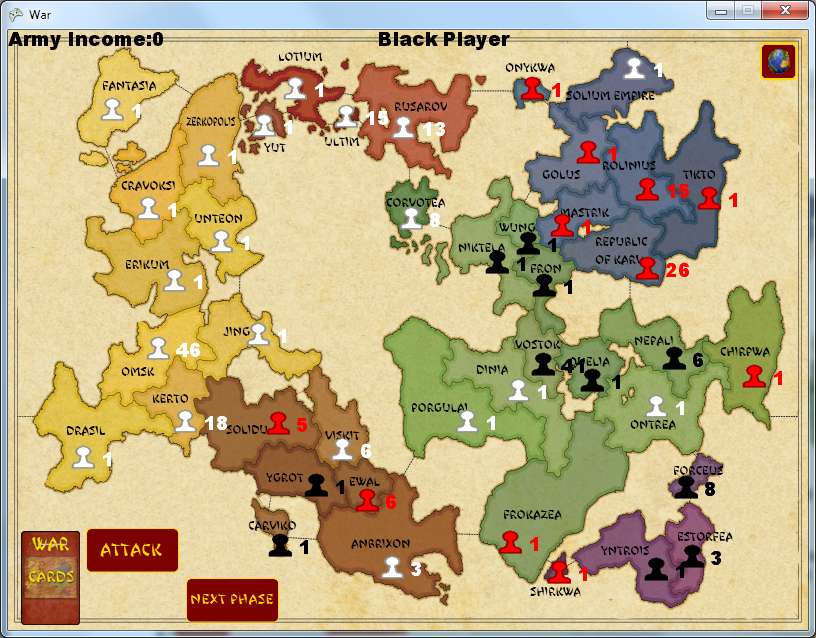 War
Army Income:0
Black Player
LOTIUM
1
ONYKWA
1
1
SOLIUM EMPIRE
FANTASIA
1
RUSAROV
13
ZERKOPOLIS
1
YUT
1
ULTIM
15
GOLUS
1
ROLINIUS
15
TIKTO
1
CRAVOKSI
1
UNTEON
1
CORVOTEA
8
MASTRIK
1
WUNG
1
NIKTELA
1
FRON
1
REPUBLIC
OF KARU
26
ERIKUM
1
JING
1
OMSK
46
VOSTOK
41
DINIA
1
1
NEPALI
6
CHIRPWA
1
KERTO
18
PORGULAI
1
ONTREA
1
DRASIL
1
5
VISKIT
6
YGROT
1
EWAL
6
FORCEUS
8
CARVIKO
1
ANBRIXON
3
FROKAZEA
1
SHIRKWA
1
YNTROIS
1
ESTORFEA
3
WAR
CARDS
ATTACK
NEXT PHASE